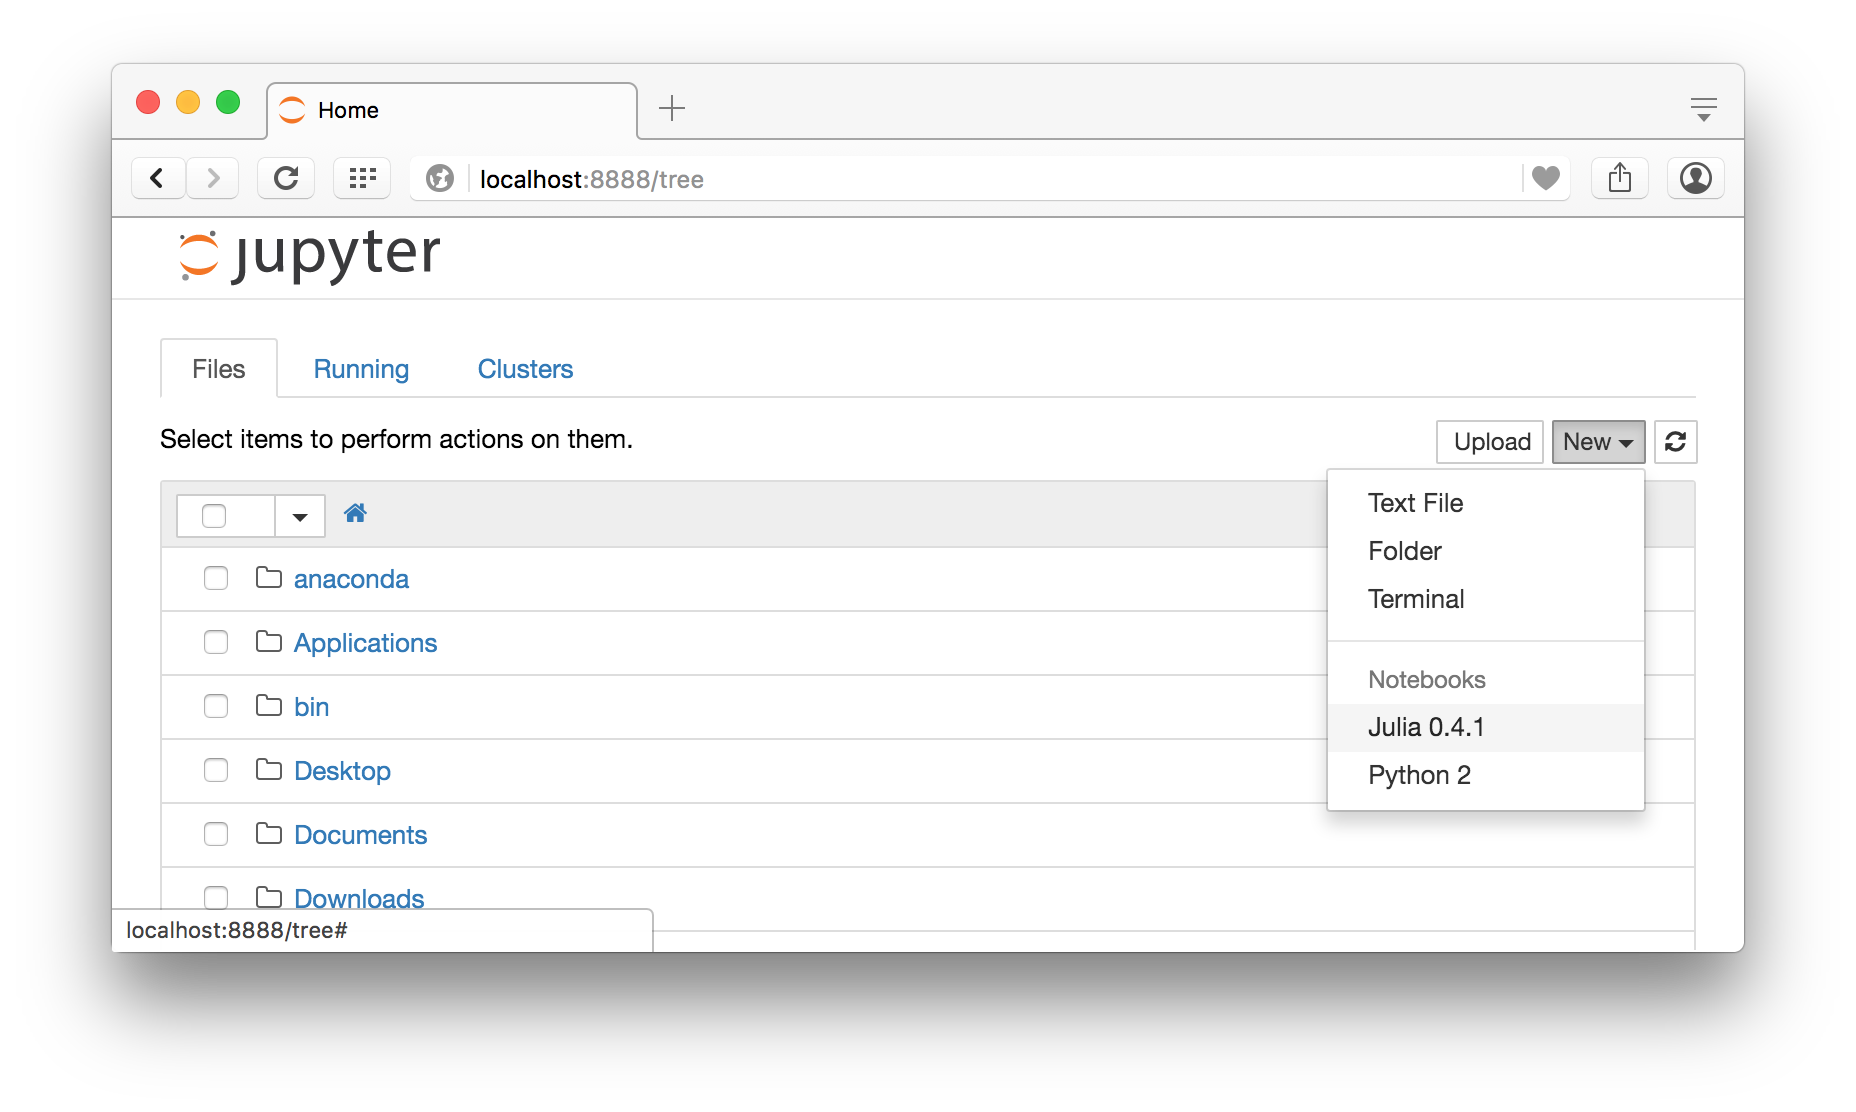 Home
localhost:8888/tree
jupyter
Files Running Clusters
Select items to perform actions on them.
Upload New
Text File
Folder
Terminal
Notebooks
Julia 0.4.1
Python 2
anaconda
Applications
bin
Desktop
Documents
Downloads
localhost:8888/tree#